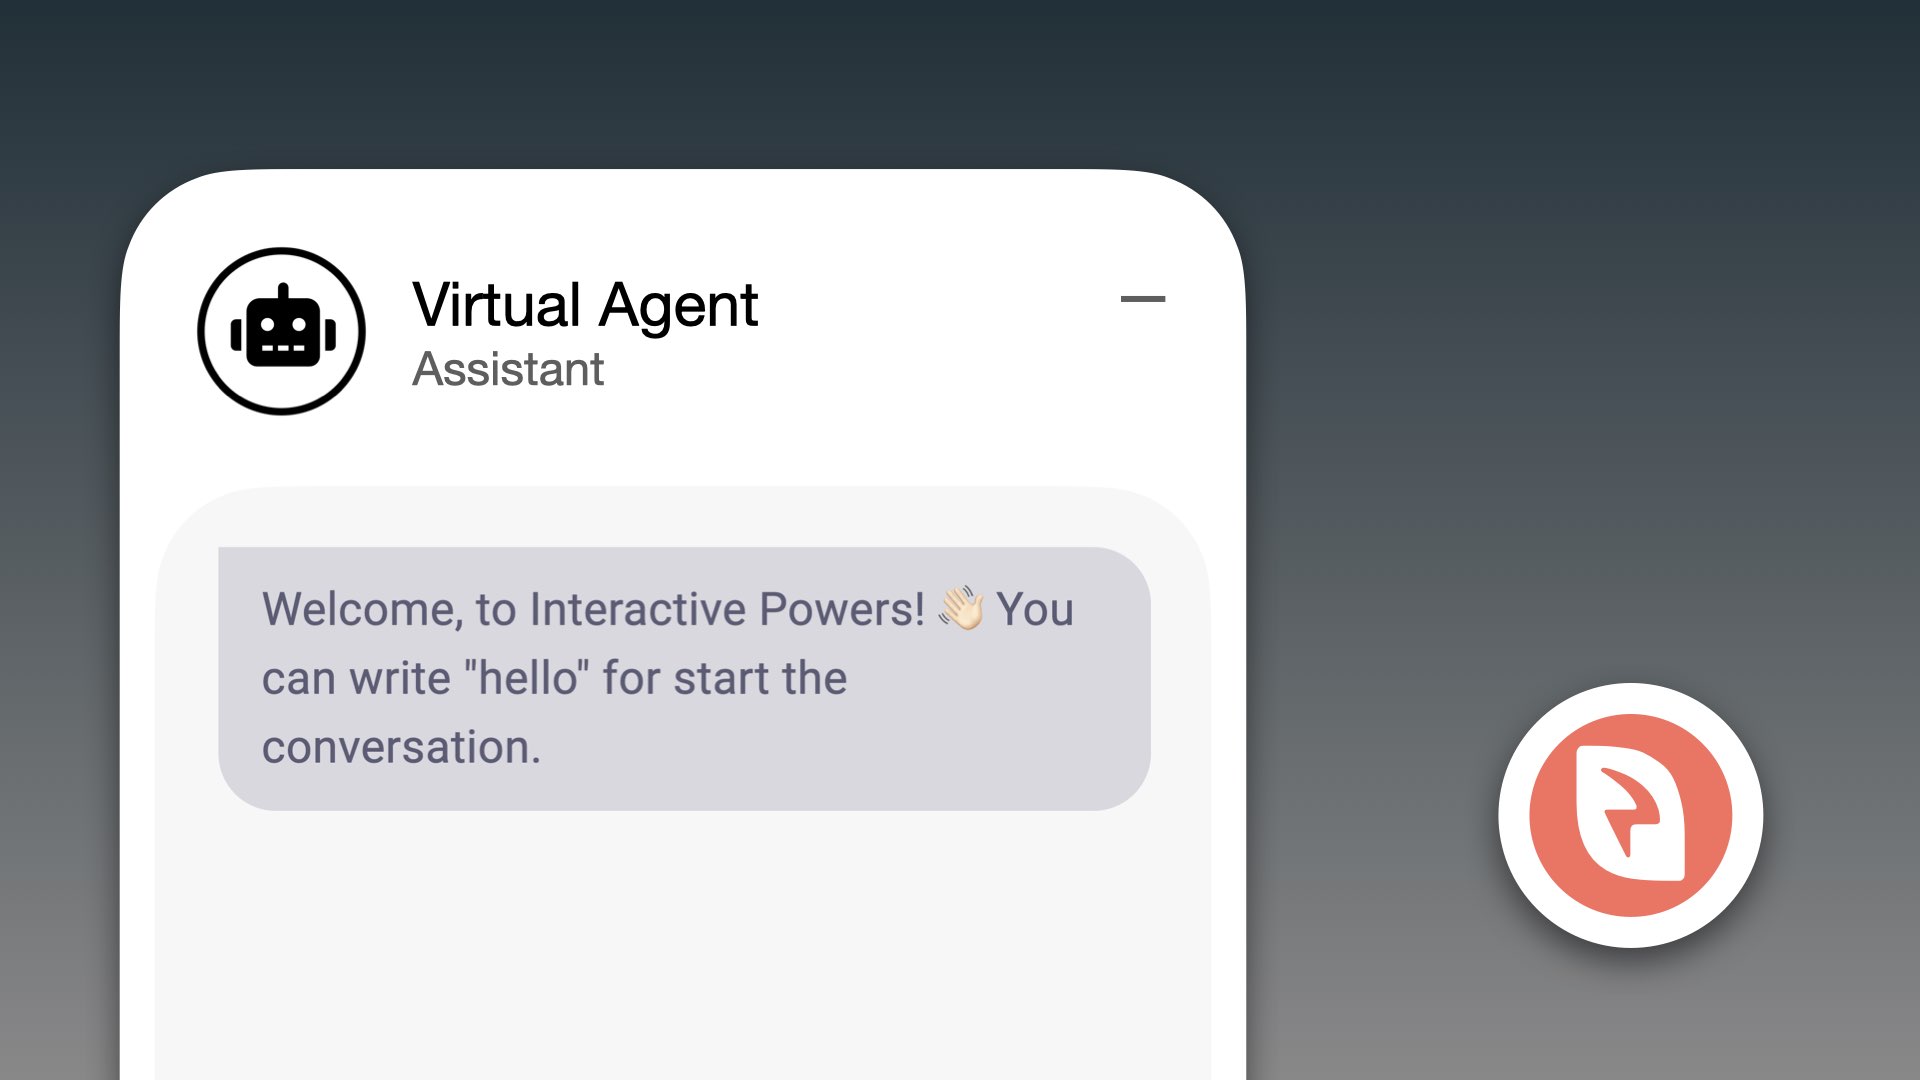 Virtual Agent
Assistant
Welcome, to Interactive Powers! 👋🏻 You
can write "hello" for start the
conversation.